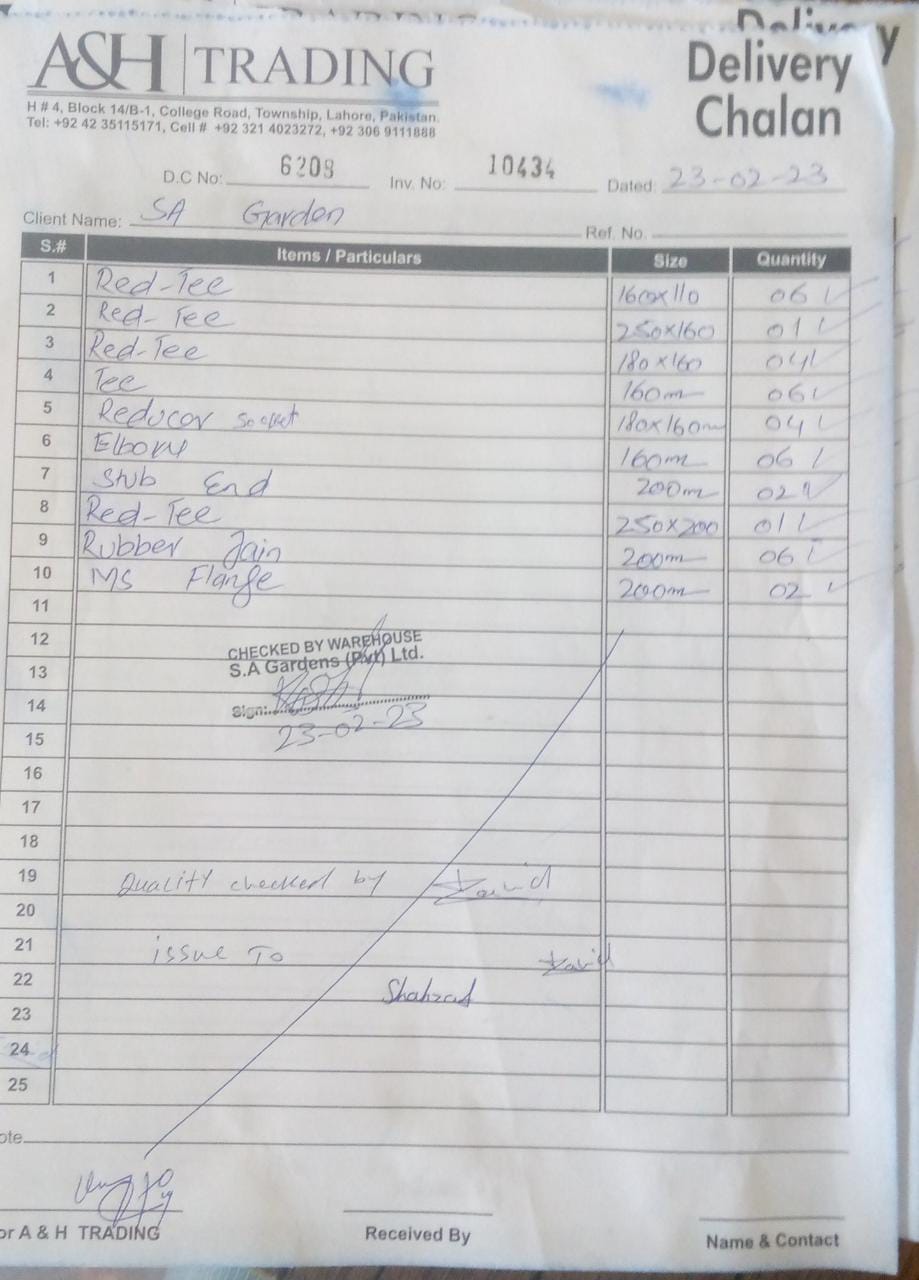 Delivery
A&H TRADING
Delivery
Chalan
H # 4, Block 14/B-1, College Road, Township, Lahore, Pakistan.
Tel: +92 42 35115171, Cell # +92 321 4023272, +92 306 9111888
D.C No: 6208 Inv. No: 10434 Dated: 23-02-23
Client Name: SA Garden Ref. No.
S.# Items / Particulars Size Quantity
1 Red-Tee 160x110 06
2 Red-Tee 250x160 01
3 Red-Tee 180x160 04
4 Tee 160m 06
5 Reducor socket 180x160m 04
6 Elbow 160m 06
7 Stub End 200m 02
8 Red-Tee 250x200 01
9 Rubber Jain 200m 06
10 MS Flange 200m 02
11
12
CHECKED BY WAREHOUSE
S.A Gardens (Pvt) Ltd.
13
14
Sign:
23-02-23
15
16
17
18
19 Quality checked by
20
21 issue To
22 Shahzad
23
24
25
ote
or A & H TRADING Received By Name & Contact